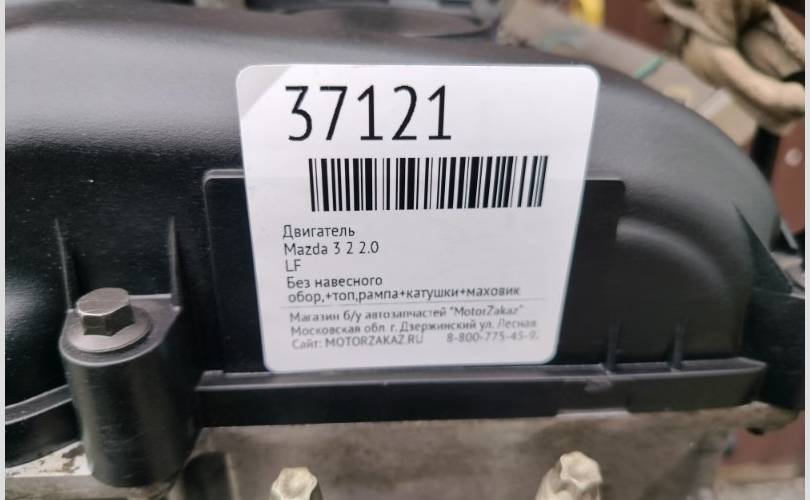 37121
Двигатель
Mazda 3 2 2.0
LF
Без навесного
обор,+топ,рампа+катушки+маховик
Магазин б/у автозапчастей "MotorZakaz"
Московская обл. г. Дзержинский ул. Лесная
Сайт: MOTORZAKAZ.RU 8-800-775-45-9